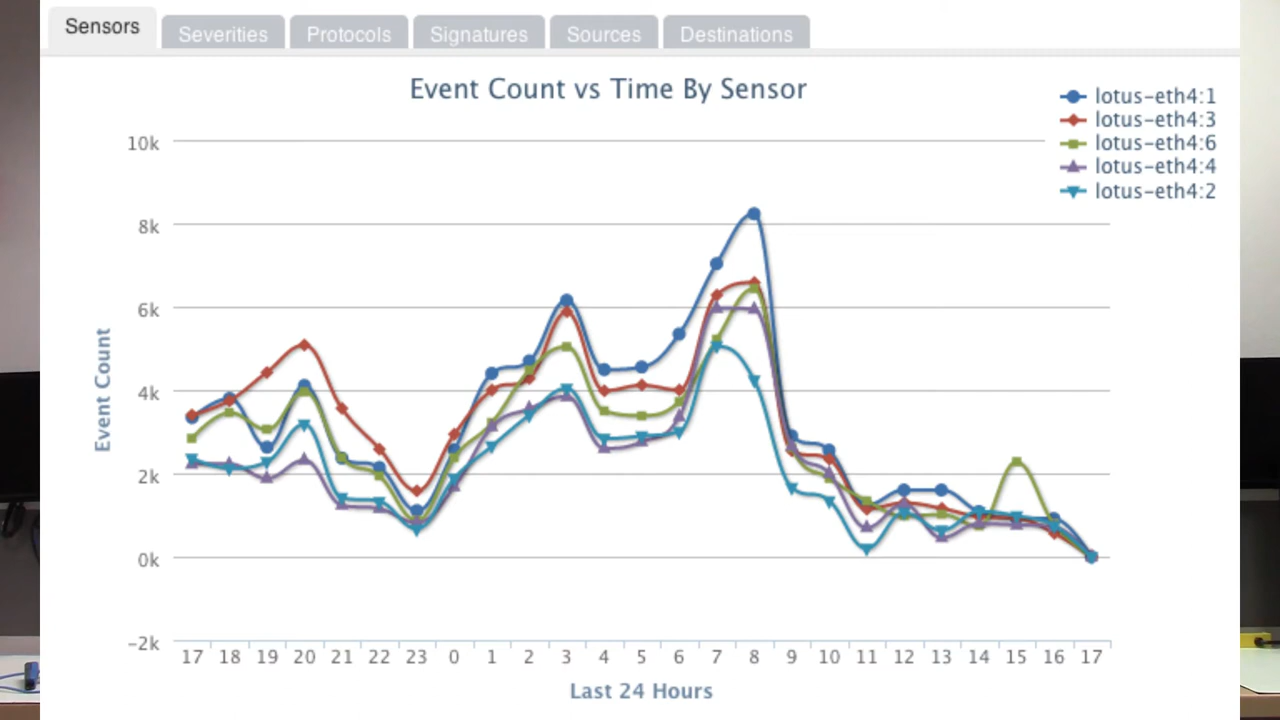 Sensors Severities Protocols Signatures Sources Destinations
Event Count vs Time By Sensor
lotus-eth4:1
lotus-eth4:3
lotus-eth4:6
lotus-eth4:4
lotus-eth4:2
10k
8k
6k
4k
2k
0k
-2k
Event Count
17 18 19 20 21 22 23 0 1 2 3 4 5 6 7 8 9 10 11 12 13 14 15 16 17
Last 24 Hours